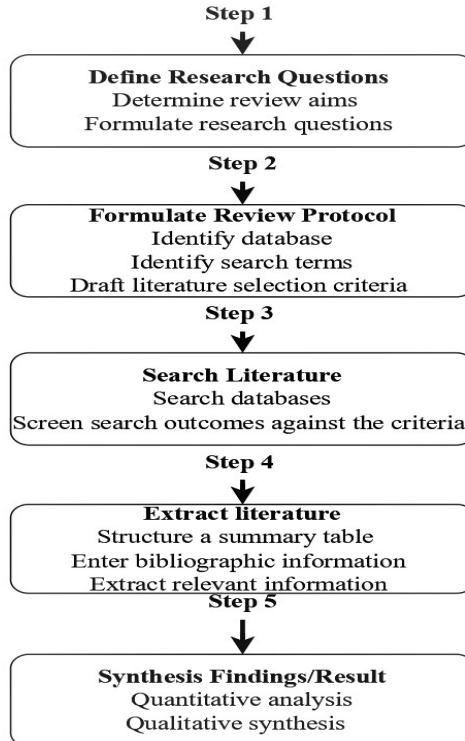 Step 1
Define Research Questions
Determine review aims
Formulate research questions
Step 2
Formulate Review Protocol
Identify database
Identify search terms
Draft literature selection criteria
Step 3
Search Literature
Search databases
Screen search outcomes against the criteria
Step 4
Extract literature
Structure a summary table
Enter bibliographic information
Extract relevant information
Step 5
Synthesis Findings/Result
Quantitative analysis
Qualitative synthesis